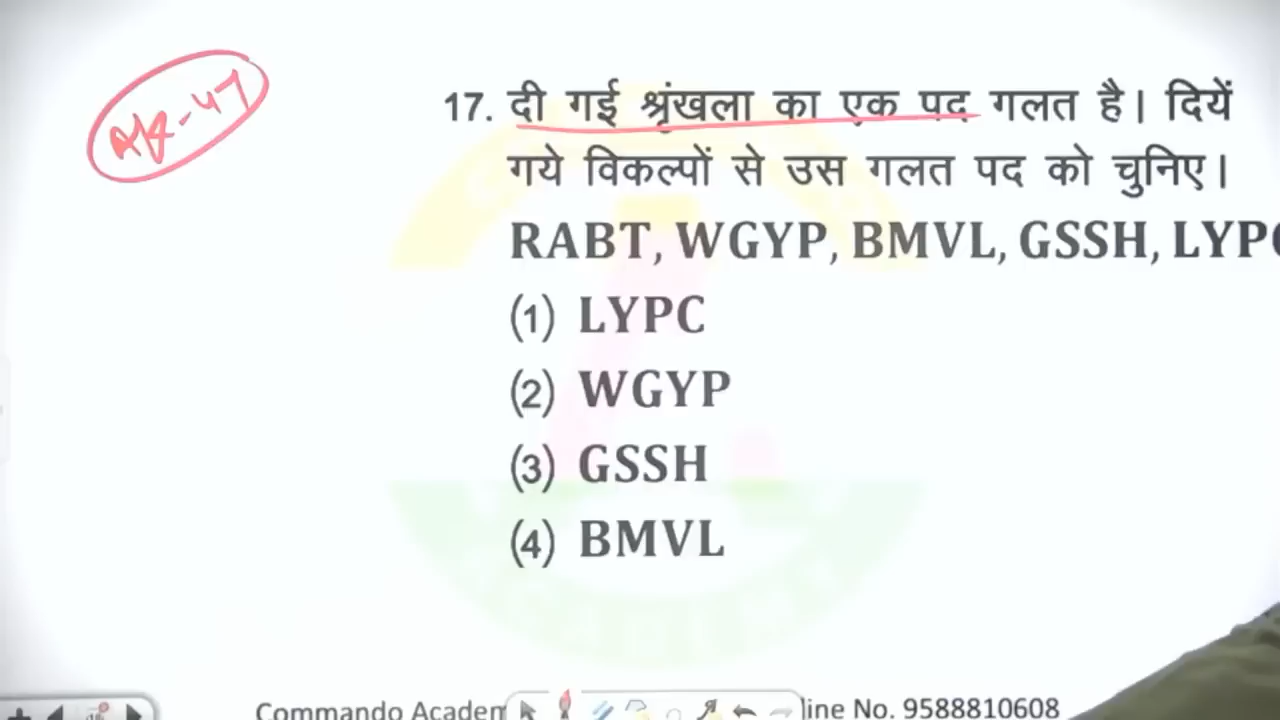 17. दी गई श्रृंखला का एक पद गलत है। दियें
गये विकल्पों से उस गलत पद को चुनिए।
RABT, WGYP, BMVL, GSSH, LYP
(1) LYPC
(2) WGYP
(3) GSSH
(4) BMVL
Commando Academ line No. 9588810608